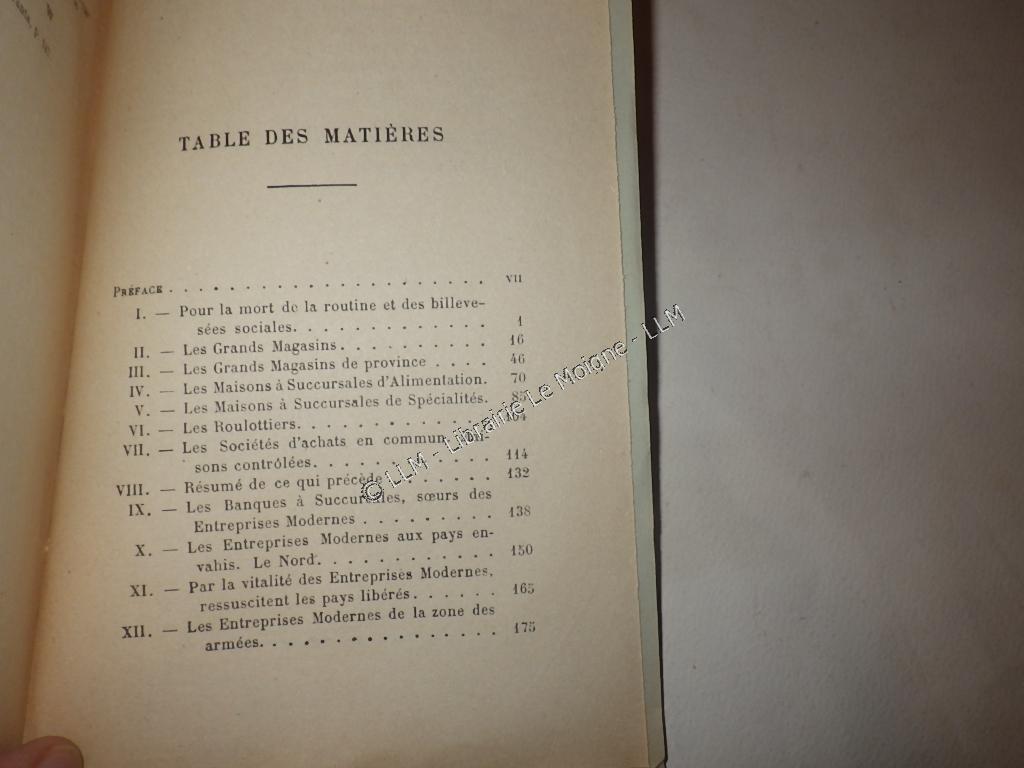 TABLE DES MATIÈRES
PRÉFACE . . . . . . . . . . . . . . . . . . . . . VII
I. — Pour la mort de la routine et des billeve-
sées sociales. . . . . . . . . . . . . 1
II. — Les Grands Magasins . . . . . . . . . . 16
III. — Les Grands Magasins de province . . . . 46
IV. — Les Maisons à Succursales d'Alimentation. 70
V. — Les Maisons à Succursales de Spécialités. 85
VI. — Les Roulottiers. . . . . . . . . . .
VII. — Les Sociétés d'achats en commun.
sons contrôlées. . . . . . . . . . . . 114
VIII. — Résumé de ce qui précède . . . . . . . 132
IX. — Les Banques à Succursales, sœurs des
Entreprises Modernes . . . . . . . . . 138
X. — Les Entreprises Modernes aux pays en-
vahis. Le Nord. . . . . . . . . . . . 150
XI. — Par la vitalité des Entreprises Modernes,
ressuscitent les pays libérés. . . . . . 165
XII. — Les Entreprises Modernes de la zone des
armées. . . . . . . . . . . . . . . . 175
© LLM - Librairie Le Moigne - LLM